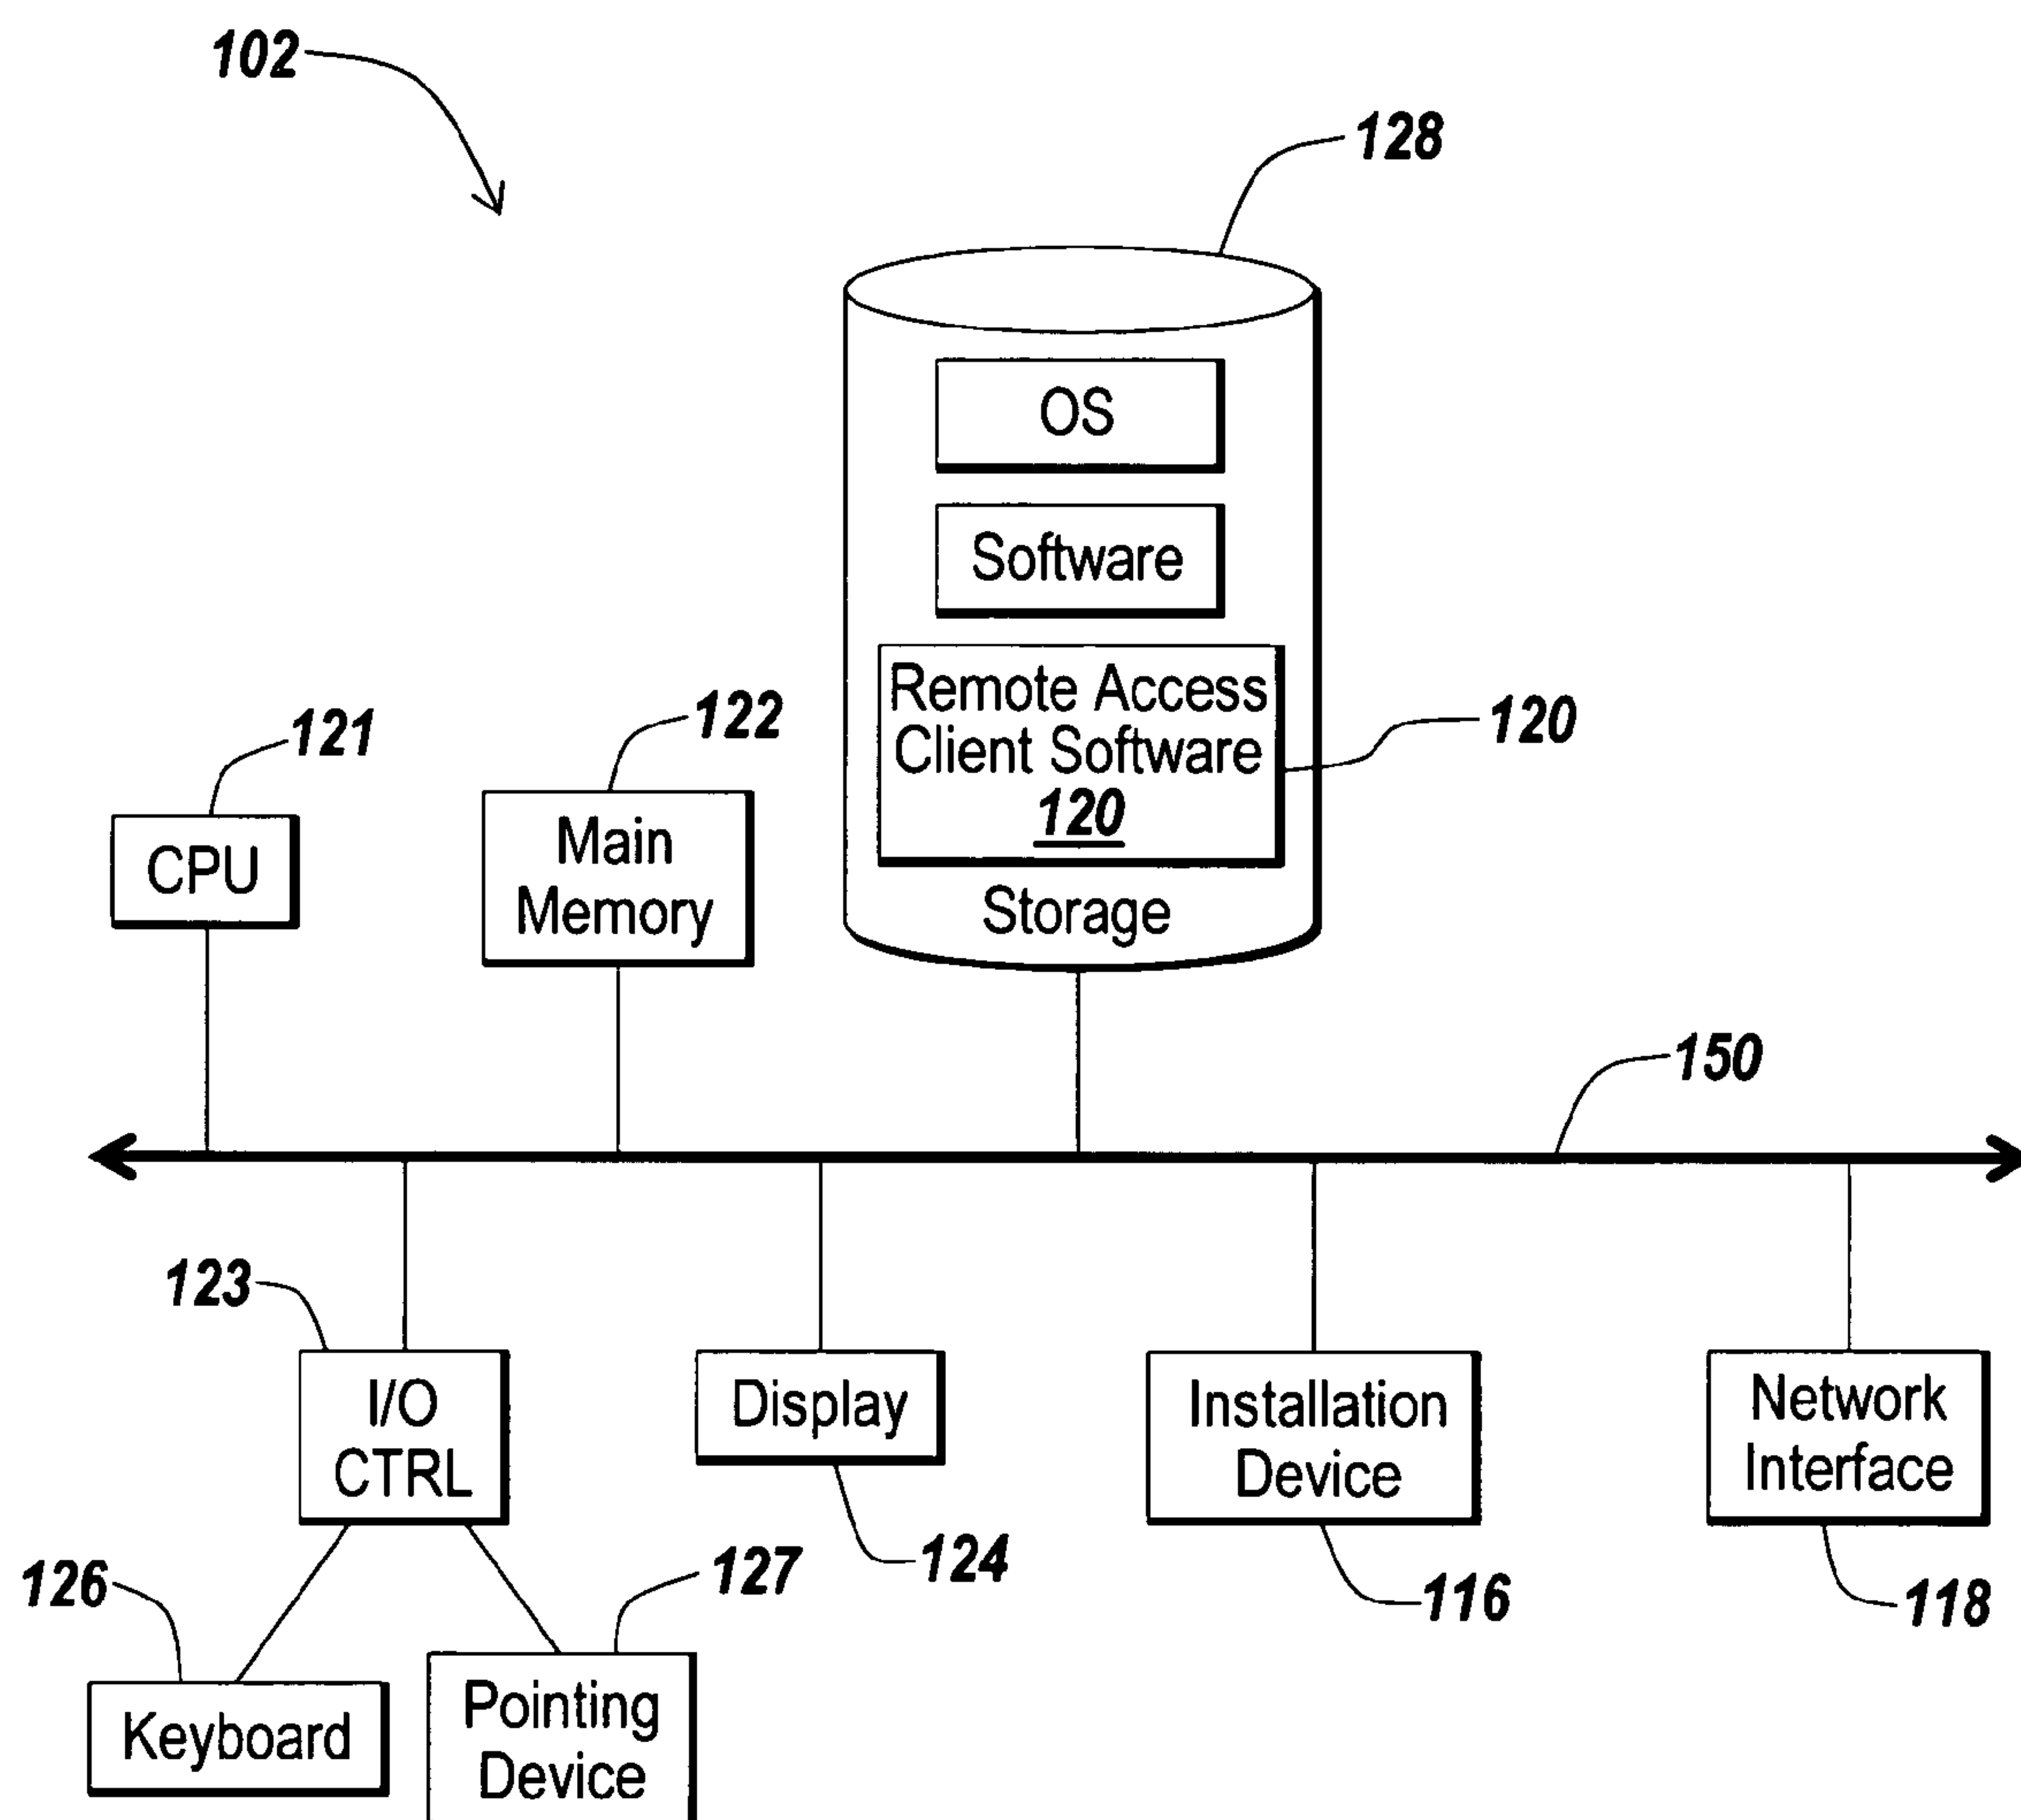 102
128
OS
Software
Remote Access
Client Software
120
Storage
120
121
CPU
122
Main
Memory
150
123
I/O
CTRL
Display
124
Installation
Device
116
Network
Interface
118
126
Keyboard
127
Pointing
Device